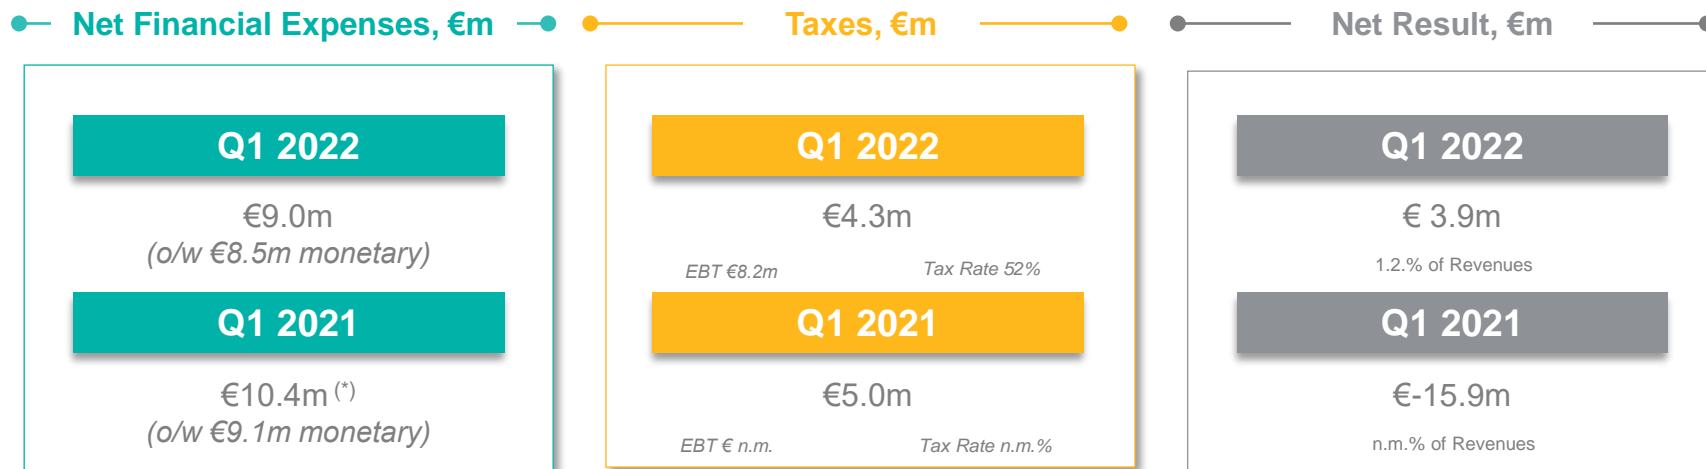 Net Financial Expenses, €m
Q1 2022
€9.0m
(o/w €8.5m monetary)
Q1 2021
€10.4m (*)
(o/w €9.1m monetary)
Taxes, €m
Q1 2022
€4.3m
EBT €8.2m Tax Rate 52%
Q1 2021
€5.0m
EBT € n.m. Tax Rate n.m.%
Net Result, €m
Q1 2022
€ 3.9m
1.2.% of Revenues
Q1 2021
€-15.9m
n.m.% of Revenues